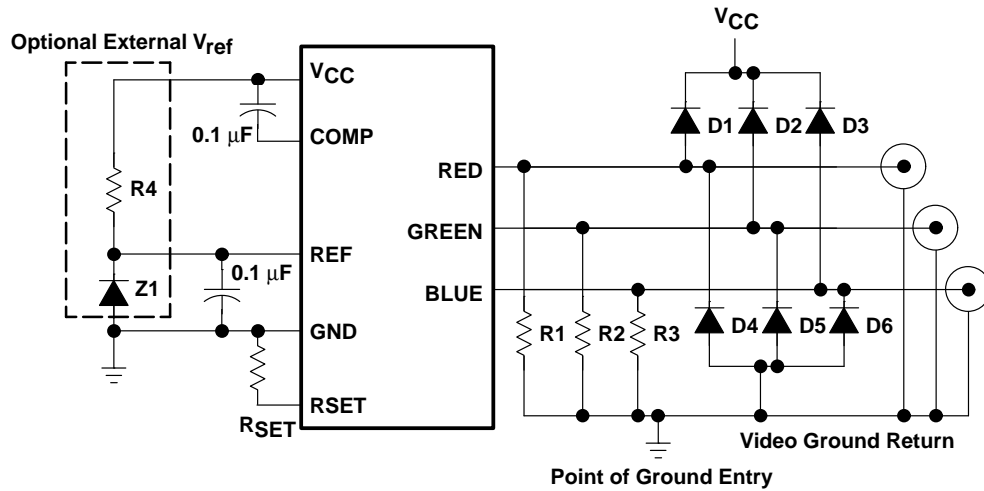 VCC
Optional External Vref
VCC
0.1 μF
COMP
D1
D2
D3
RED
R4
GREEN
REF
0.1 μF
Z1
BLUE
GND
R1
R2
R3
D4
D5
D6
RSET
RSET
Video Ground Return
Point of Ground Entry